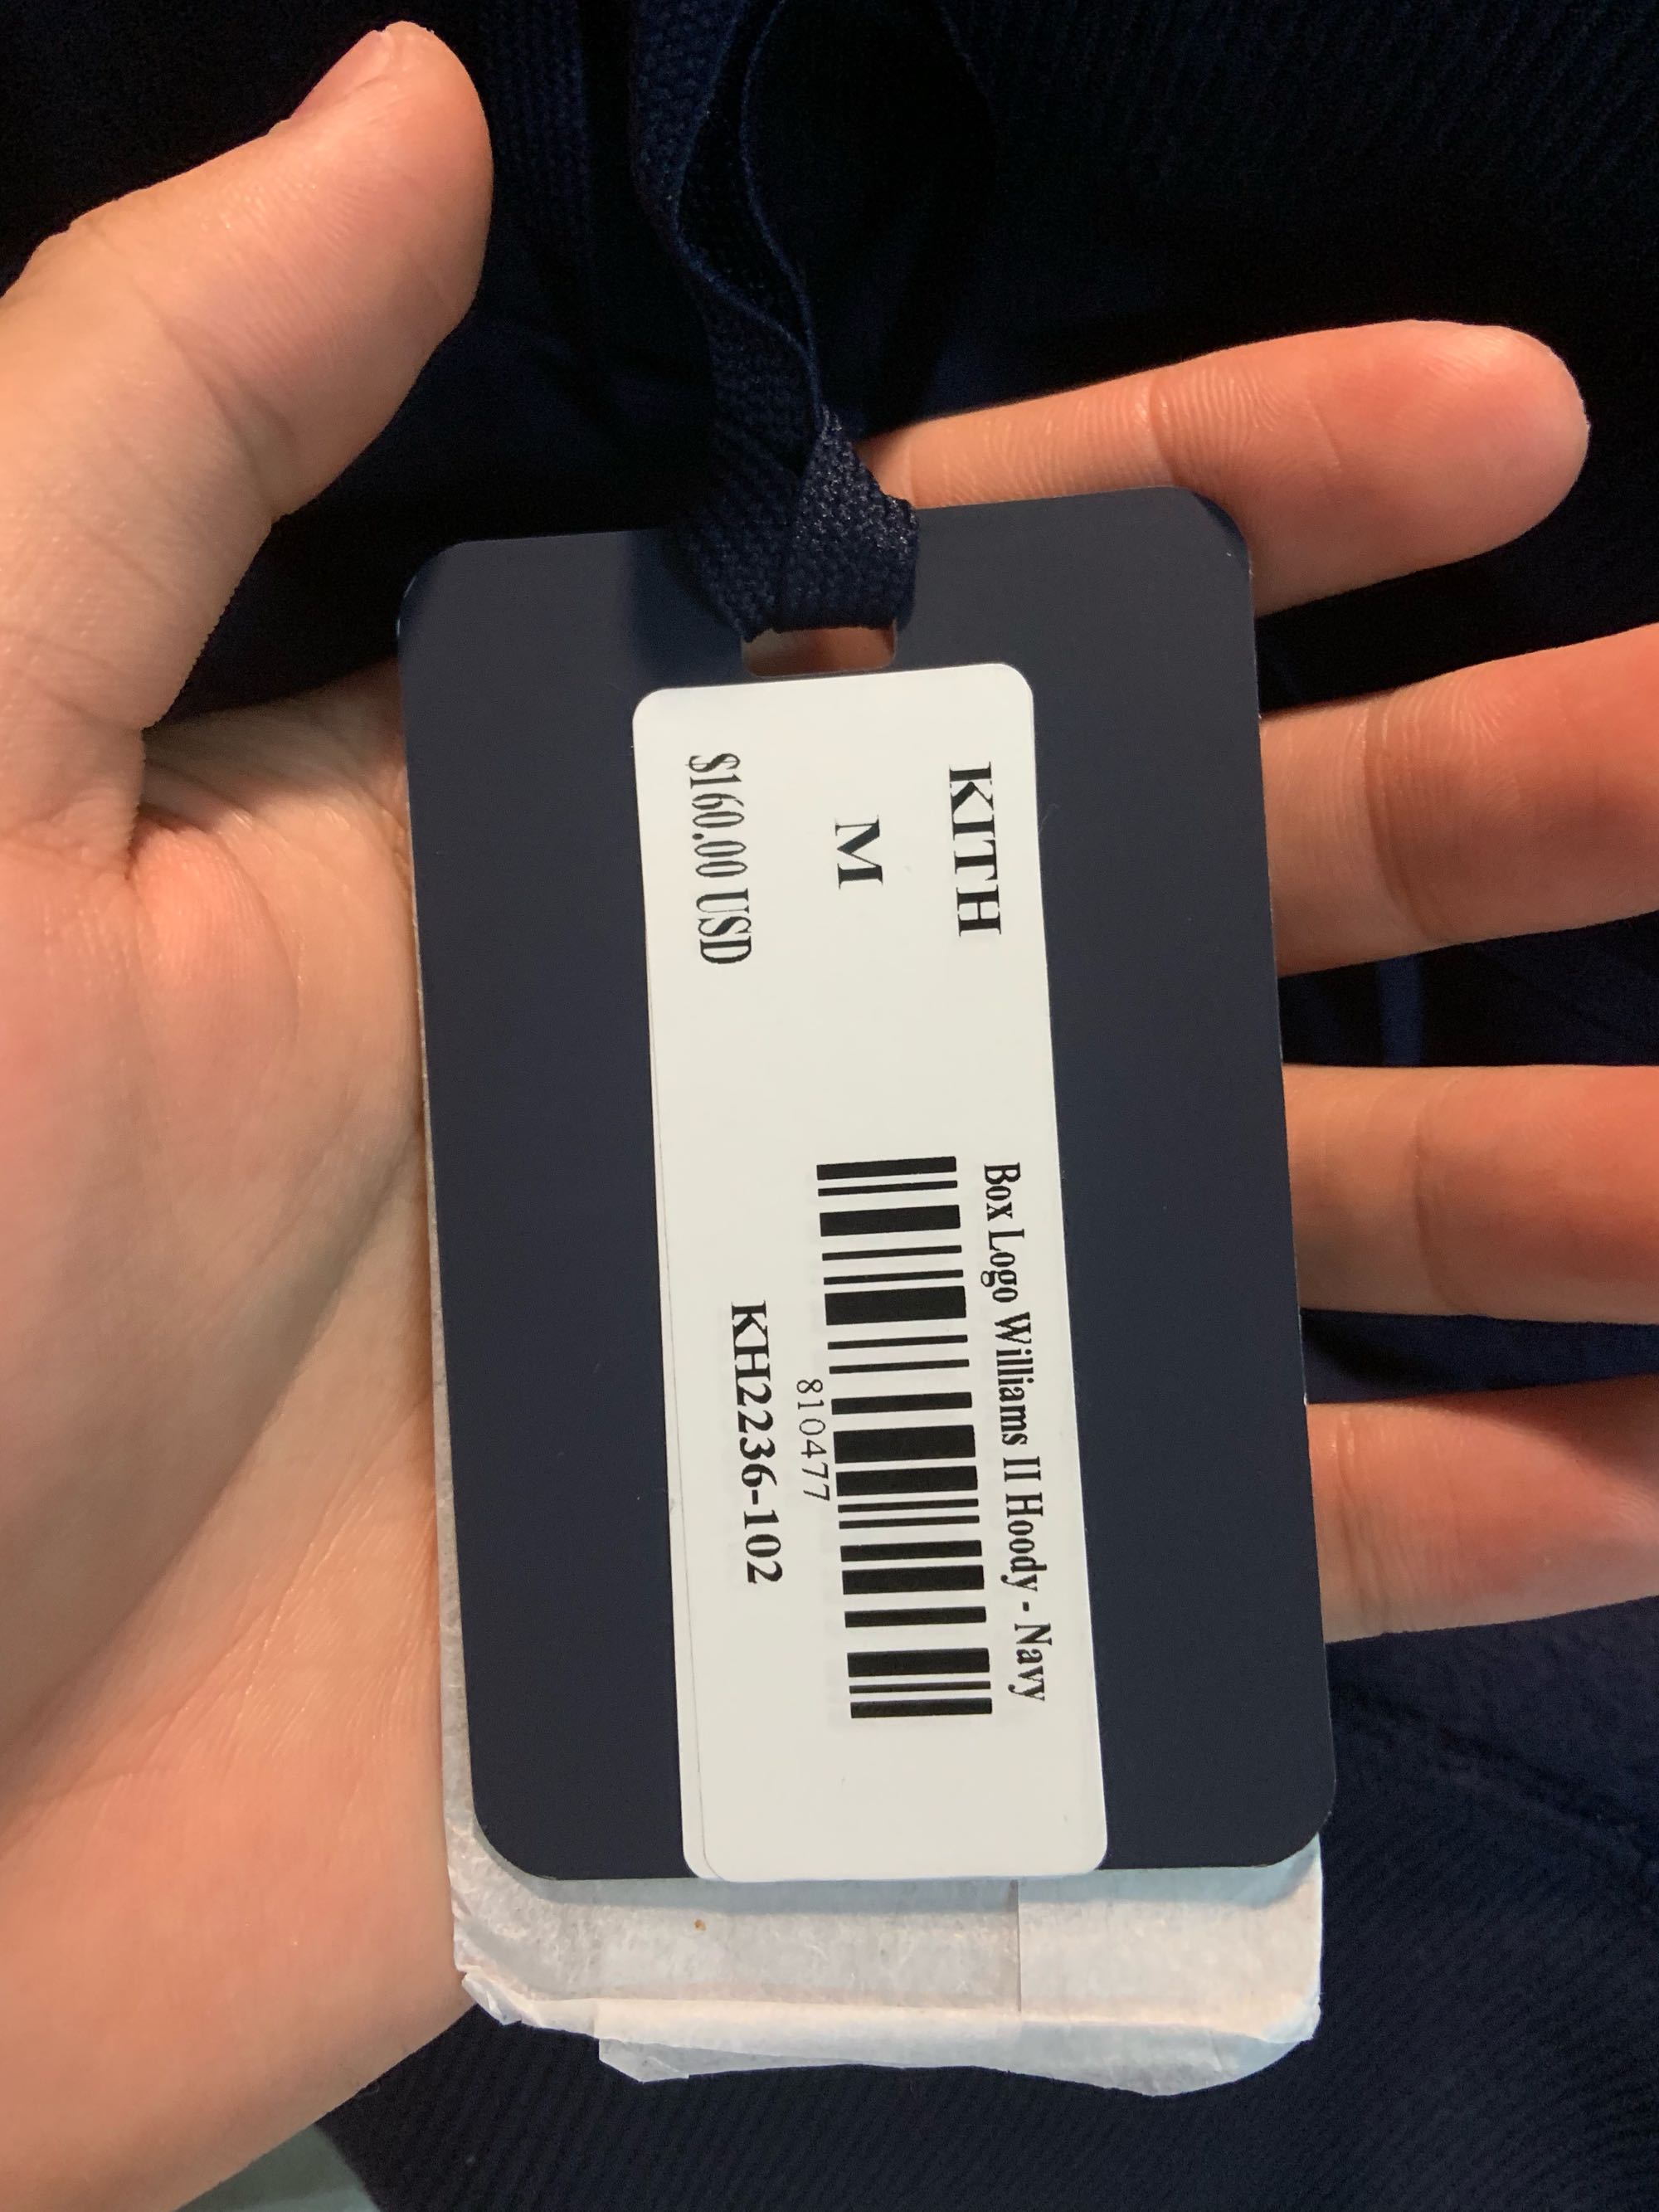 KITH
M
$160.00 USD
Box Logo Williams II Hoody - Navy
810477
KH2236-102